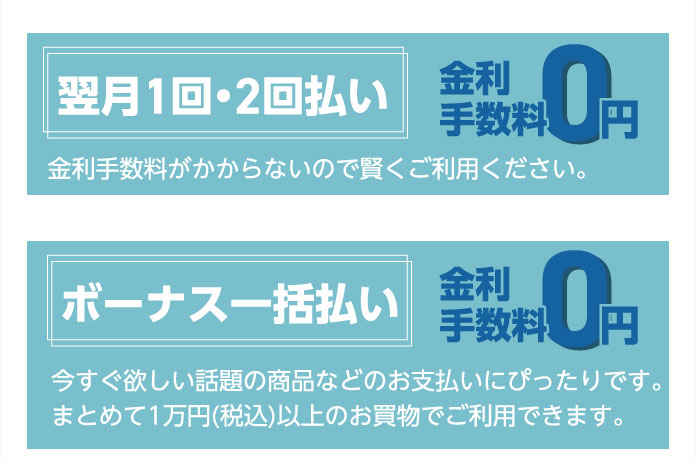 翌月1回・2回払い
金利
手数料0円
金利手数料がかからないので賢くご利用ください。
ボーナス一括払い
金利
手数料0円
今すぐ欲しい話題の商品などのお支払いにぴったりです。
まとめて1万円(税込)以上のお買物でご利用できます。